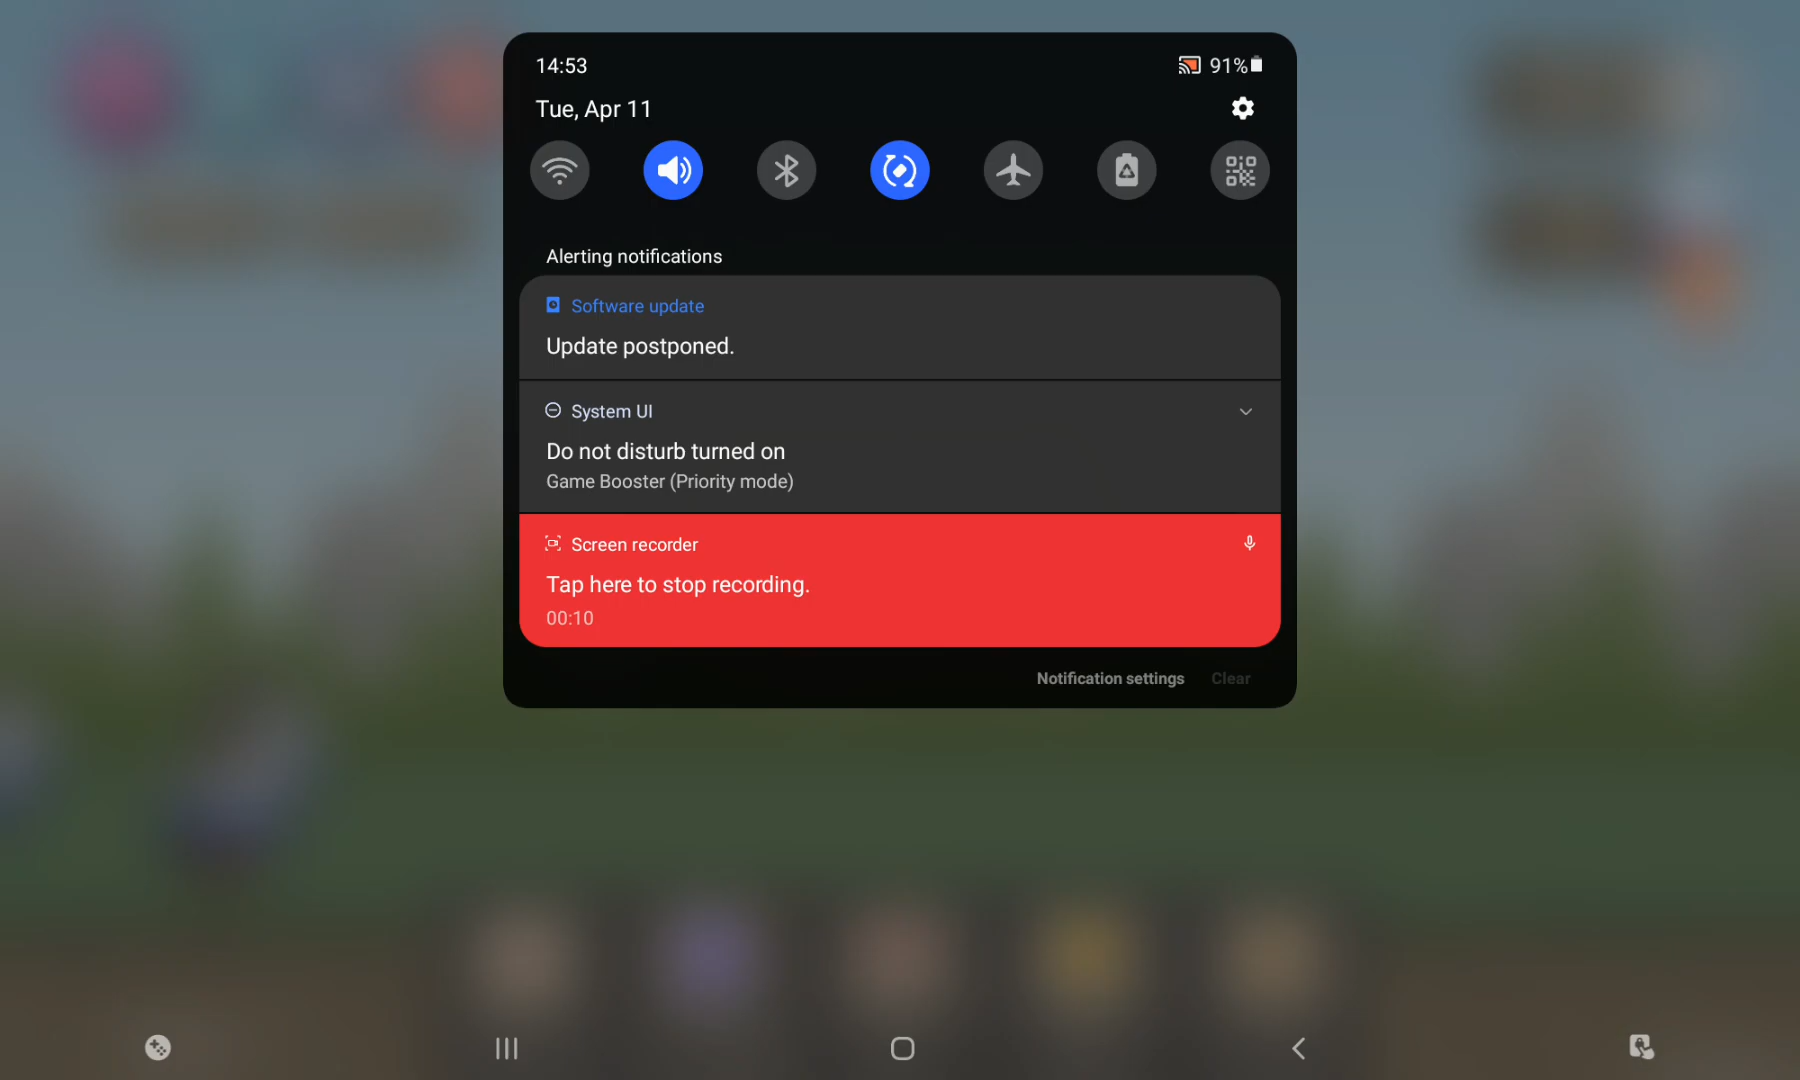 14:53
91%
Tue, Apr 11
Alerting notifications
Software update
Update postponed.
System UI
Do not disturb turned on
Game Booster (Priority mode)
Screen recorder
Tap here to stop recording.
00:10
Notification settings
Clear